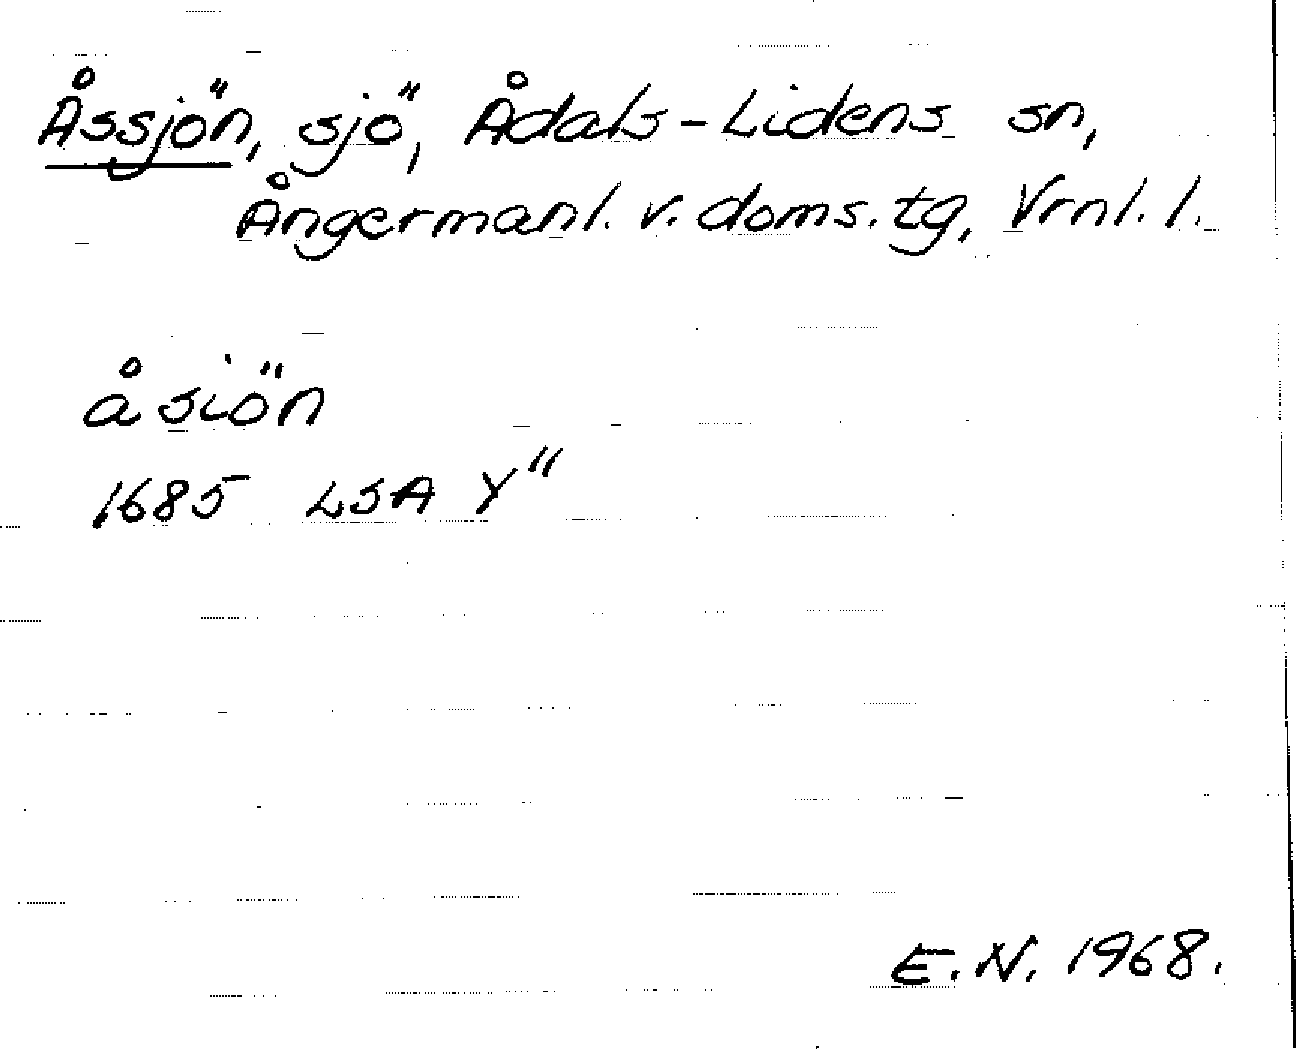 Åssjön, sjö, Ådals-Lidens sn,
Ångermanl. v. doms. tg, Vrnl. l.
åsiön
1685 LSA Y"
E.N. 1968.